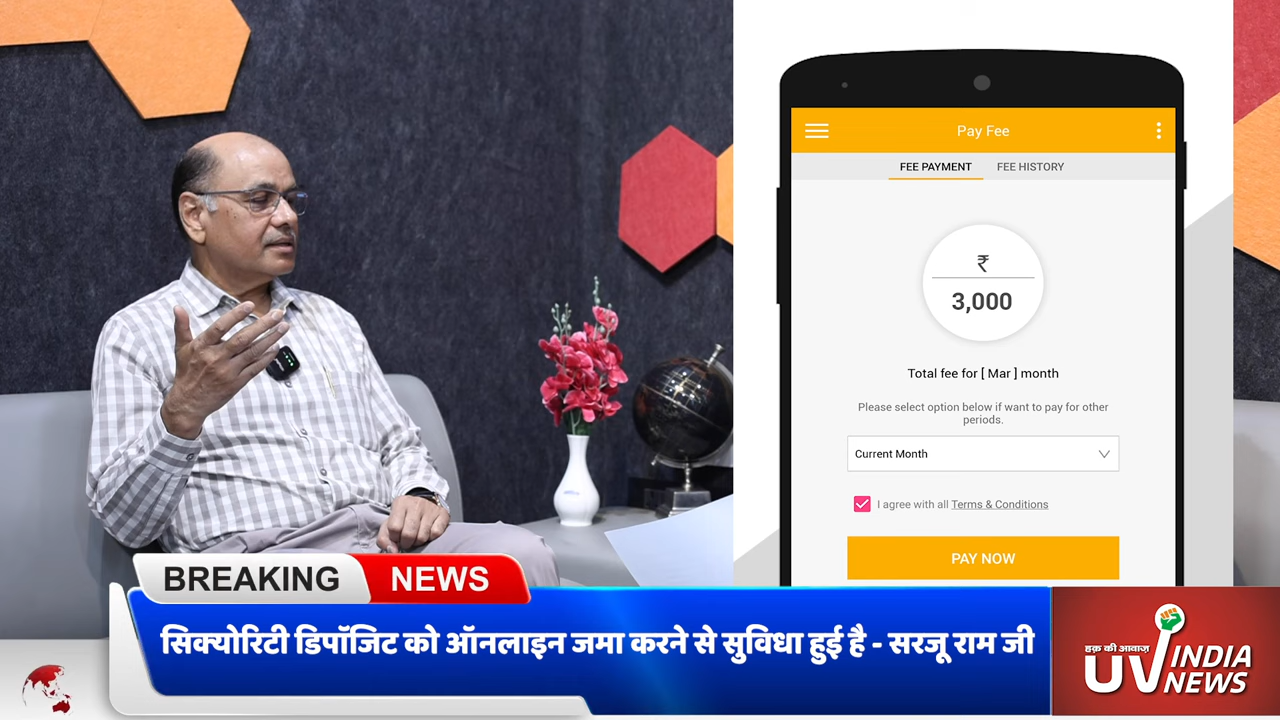 Pay Fee
FEE PAYMENT FEE HISTORY
₹
3,000
Total fee for [ Mar ] month
Please select option below if want to pay for other
periods.
Current Month
I agree with all Terms & Conditions
PAY NOW
BREAKING NEWS
सिक्योरिटी डिपॉजिट को ऑनलाइन जमा करने से सुविधा हुई है - सरजू राम जी
हक़ की आवाज़
UV INDIA
NEWS